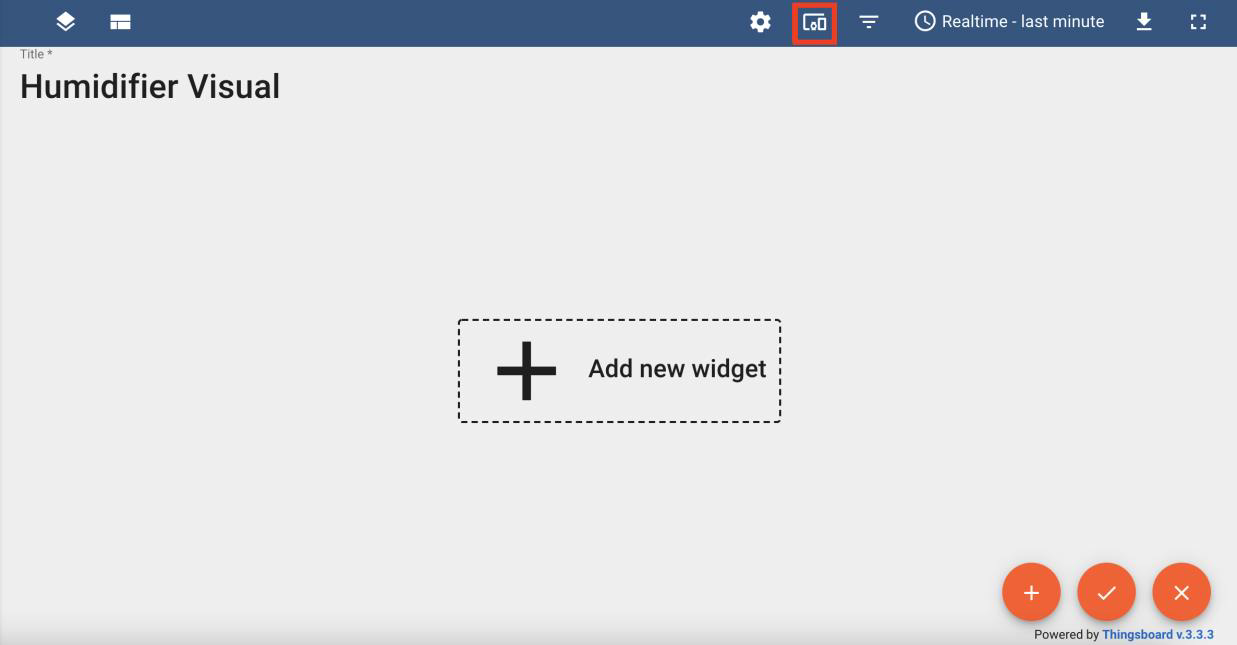 Realtime - last minute
Title *
Humidifier Visual
Add new widget
Powered by Thingsboard v.3.3.3